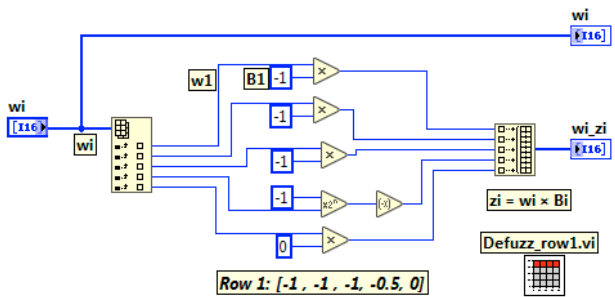 wi
[I16]
w1
B1
-1
×
wi
[I16]
wi
-1
×
-1
×
wi_zi
[I16]
-1
×2ⁿ
(-x)
zi = wi × Bi
0
×
Defuzz_row1.vi
Row 1: [-1 , -1 , -1, -0.5, 0]